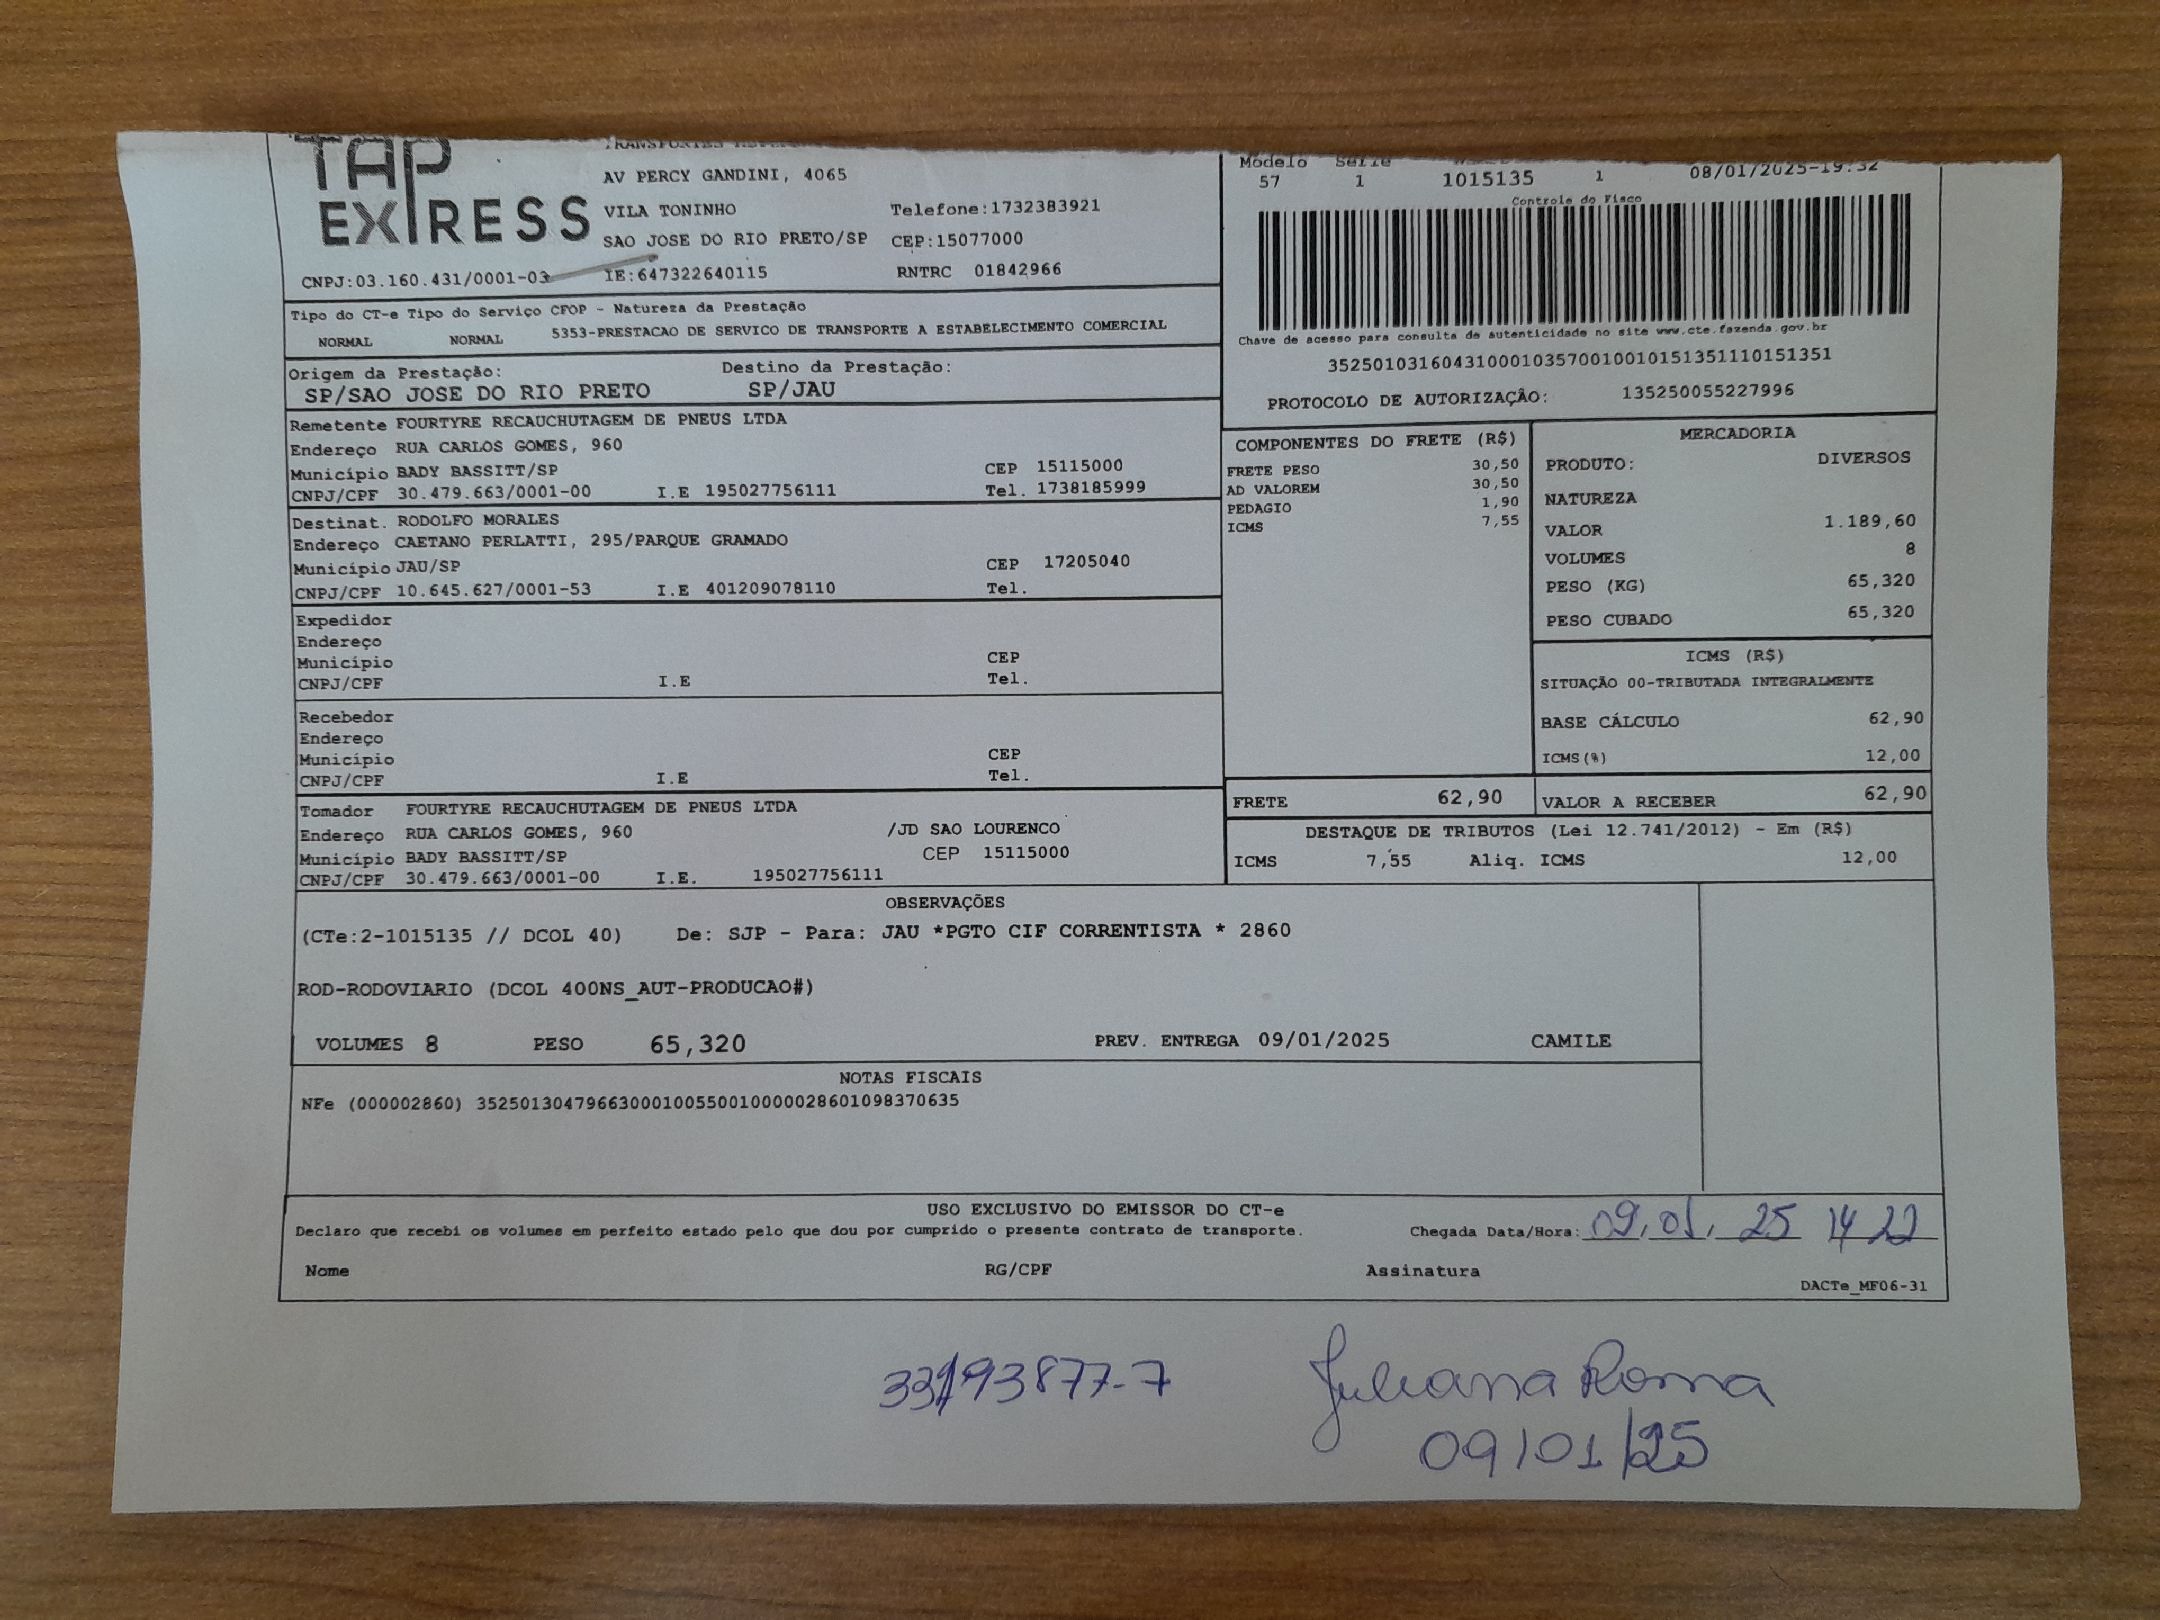 TAP
EXPRESS
AV PERCY GANDINI, 4065
VILA TONINHO Telefone:1732383921
SAO JOSE DO RIO PRETO/SP CEP:15077000
CNPJ:03.160.431/0001-03 IE:647322640115 RNTRC 01842966
Modelo Série
57 1 1015135 1 08/01/2025-19:32
Controle do Fisco
Chave de acesso para consulta de autenticidade no site www.cte.fazenda.gov.br
35250103160431000103570010010151351110151351
PROTOCOLO DE AUTORIZAÇÃO: 135250055227996
Tipo do CT-e Tipo do Serviço CFOP - Natureza da Prestação
NORMAL NORMAL 5353-PRESTACAO DE SERVICO DE TRANSPORTE A ESTABELECIMENTO COMERCIAL
Origem da Prestação: Destino da Prestação:
SP/SAO JOSE DO RIO PRETO SP/JAU
Remetente FOURTYRE RECAUCHUTAGEM DE PNEUS LTDA
Endereço RUA CARLOS GOMES, 960
Município BADY BASSITT/SP CEP 15115000
CNPJ/CPF 30.479.663/0001-00 I.E 195027756111 Tel. 1738185999
Destinat. RODOLFO MORALES
Endereço CAETANO PERLATTI, 295/PARQUE GRAMADO
Município JAU/SP CEP 17205040
CNPJ/CPF 10.645.627/0001-53 I.E 401209078110 Tel.
Expedidor
Endereço
Município CEP
CNPJ/CPF I.E Tel.
Recebedor
Endereço
Município CEP
CNPJ/CPF I.E Tel.
Tomador FOURTYRE RECAUCHUTAGEM DE PNEUS LTDA
Endereço RUA CARLOS GOMES, 960 /JD SAO LOURENCO
Município BADY BASSITT/SP CEP 15115000
CNPJ/CPF 30.479.663/0001-00 I.E. 195027756111
COMPONENTES DO FRETE (R$)
FRETE PESO 30,50
AD VALOREM 30,50
PEDAGIO 1,90
ICMS 7,55
MERCADORIA
PRODUTO: DIVERSOS
NATUREZA
VALOR 1.189,60
VOLUMES 8
PESO (KG) 65,320
PESO CUBADO 65,320
ICMS (R$)
SITUAÇÃO 00-TRIBUTADA INTEGRALMENTE
BASE CÁLCULO 62,90
ICMS(%) 12,00
FRETE 62,90 VALOR A RECEBER 62,90
DESTAQUE DE TRIBUTOS (Lei 12.741/2012) - Em (R$)
ICMS 7,55 Aliq. ICMS 12,00
OBSERVAÇÕES
(CTe:2-1015135 // DCOL 40) De: SJP - Para: JAU *PGTO CIF CORRENTISTA * 2860
ROD-RODOVIARIO (DCOL 400NS_AUT-PRODUCAO#)
VOLUMES 8 PESO 65,320 PREV. ENTREGA 09/01/2025 CAMILE
NOTAS FISCAIS
NFe (000002860) 35250130479663000100550010000028601098370635
USO EXCLUSIVO DO EMISSOR DO CT-e
Declaro que recebi os volumes em perfeito estado pelo que dou por cumprido o presente contrato de transporte. Chegada Data/Hora: 09.01.25 14 22
Nome RG/CPF Assinatura
DACTe_MF06-31
Juliana Roma
09/01/25